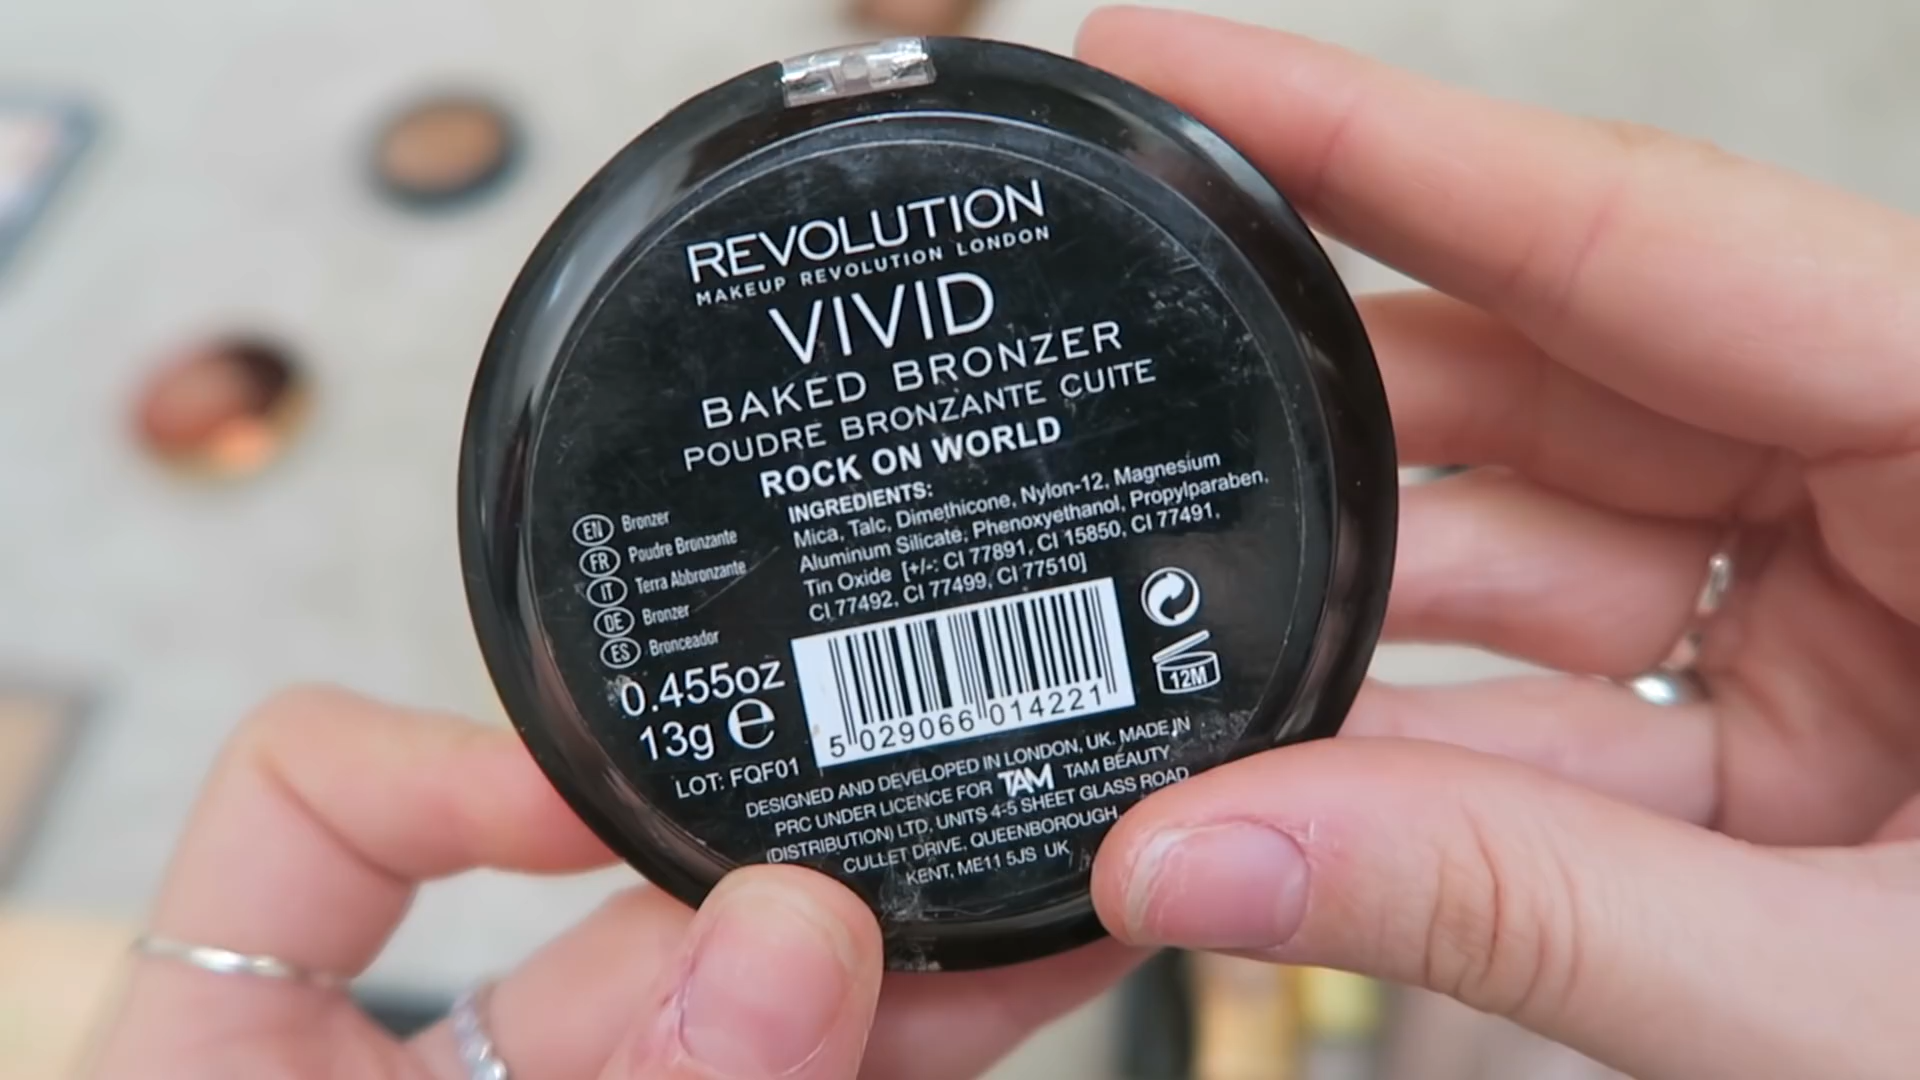 REVOLUTION
MAKEUP REVOLUTION LONDON
VIVID
BAKED BRONZER
POUDRE BRONZANTE CUITE
ROCK ON WORLD
INGREDIENTS:
Mica, Talc, Dimethicone, Nylon-12, Magnesium
Aluminum Silicate, Phenoxyethanol, Propylparaben,
Tin Oxide [+/-: CI 77891, CI 15850, CI 77491,
CI 77492, CI 77499, CI 77510]
EN Bronzer
FR Poudre Bronzante
IT Terra Abbronzante
DE Bronzer
ES Bronceador
0.455oz
13g e
LOT: FQF01
5 029066 014221
12M
DESIGNED AND DEVELOPED IN LONDON, UK. MADE IN
PRC UNDER LICENCE FOR TAM TAM BEAUTY
(DISTRIBUTION) LTD, UNITS 4-5 SHEET GLASS ROAD
CULLET DRIVE, QUEENBOROUGH,
KENT, ME11 5JS UK